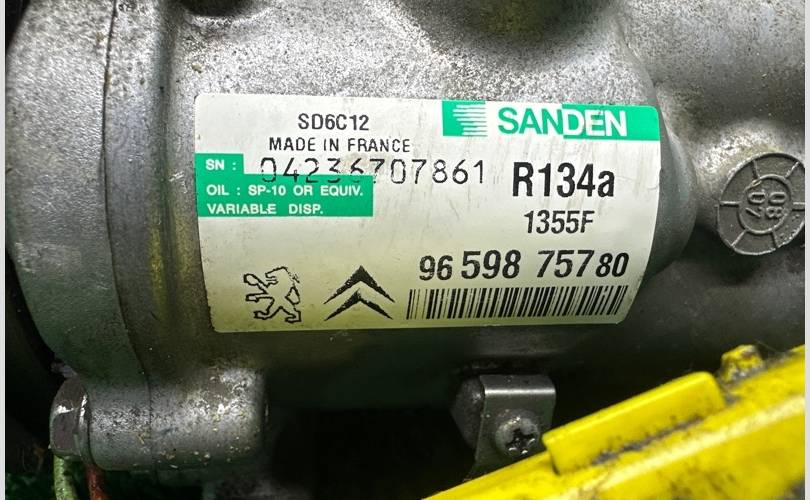 SD6C12
SANDEN
MADE IN FRANCE
SN : 04236707861
R134a
OIL : SP-10 OR EQUIV.
VARIABLE DISP.
1355F
96 598 757 80